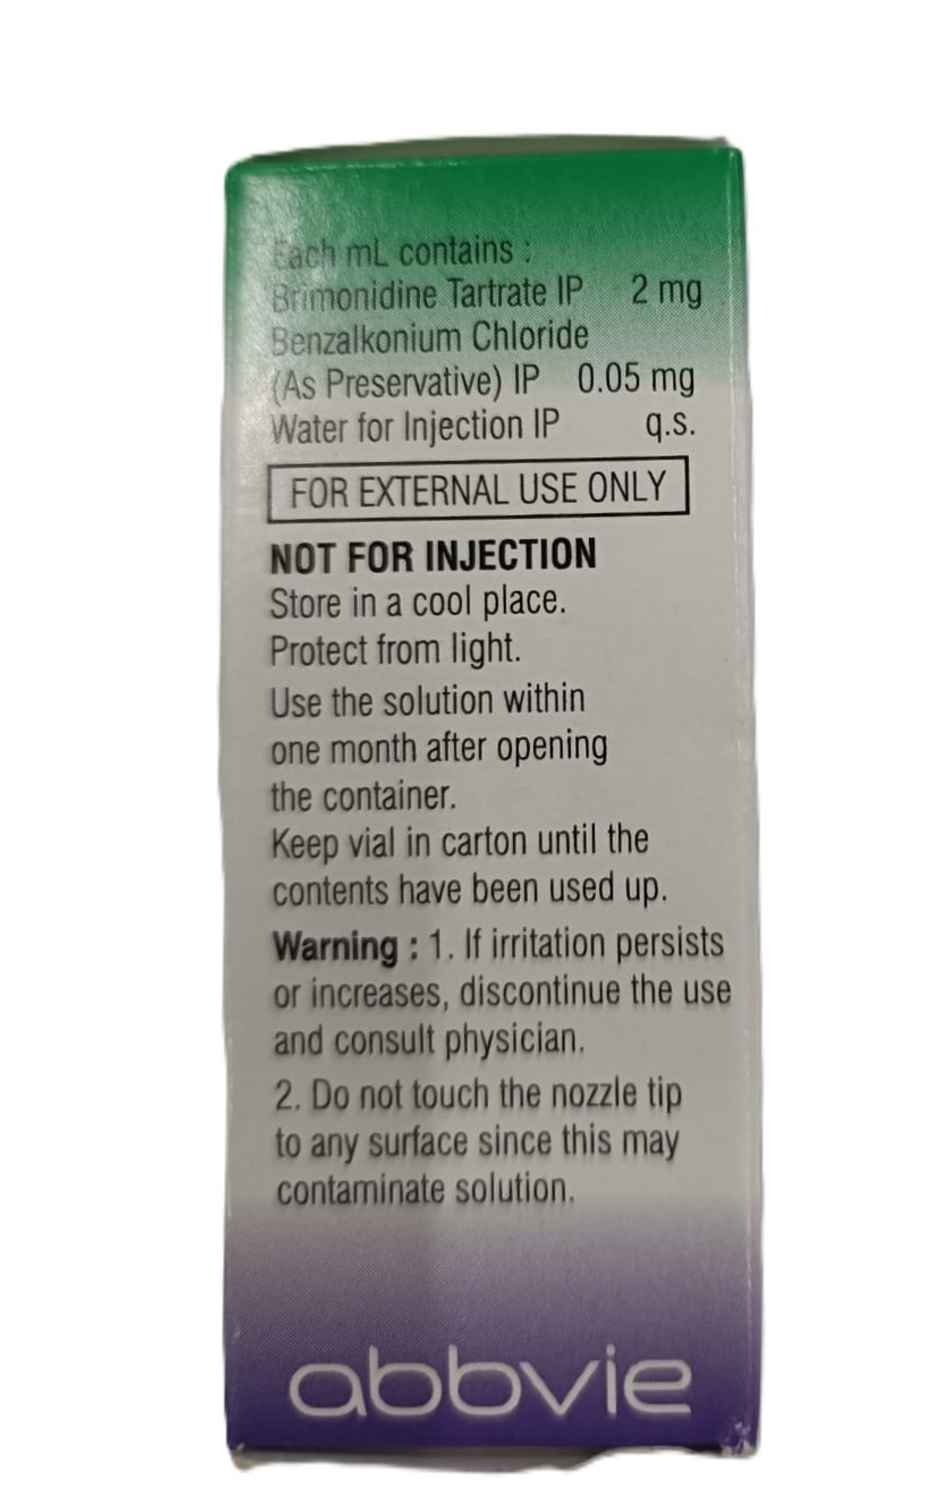 Each mL contains :
Brimonidine Tartrate IP 2 mg
Benzalkonium Chloride
(As Preservative) IP 0.05 mg
Water for Injection IP q.s.
FOR EXTERNAL USE ONLY
NOT FOR INJECTION
Store in a cool place.
Protect from light.
Use the solution within
one month after opening
the container.
Keep vial in carton until the
contents have been used up.
Warning : 1. If irritation persists
or increases, discontinue the use
and consult physician.
2. Do not touch the nozzle tip
to any surface since this may
contaminate solution.
abbvie